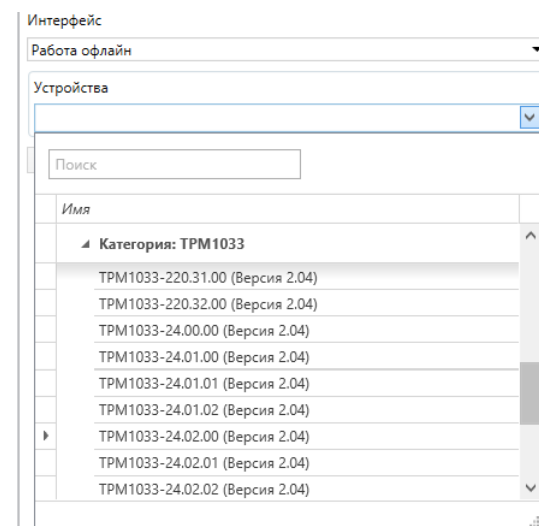 Интерфейс
Работа офлайн
Устройства
Поиск
Имя
Категория: ТРМ1033
ТРМ1033-220.31.00 (Версия 2.04)
ТРМ1033-220.32.00 (Версия 2.04)
ТРМ1033-24.00.00 (Версия 2.04)
ТРМ1033-24.01.00 (Версия 2.04)
ТРМ1033-24.01.01 (Версия 2.04)
ТРМ1033-24.01.02 (Версия 2.04)
ТРМ1033-24.02.00 (Версия 2.04)
ТРМ1033-24.02.01 (Версия 2.04)
ТРМ1033-24.02.02 (Версия 2.04)